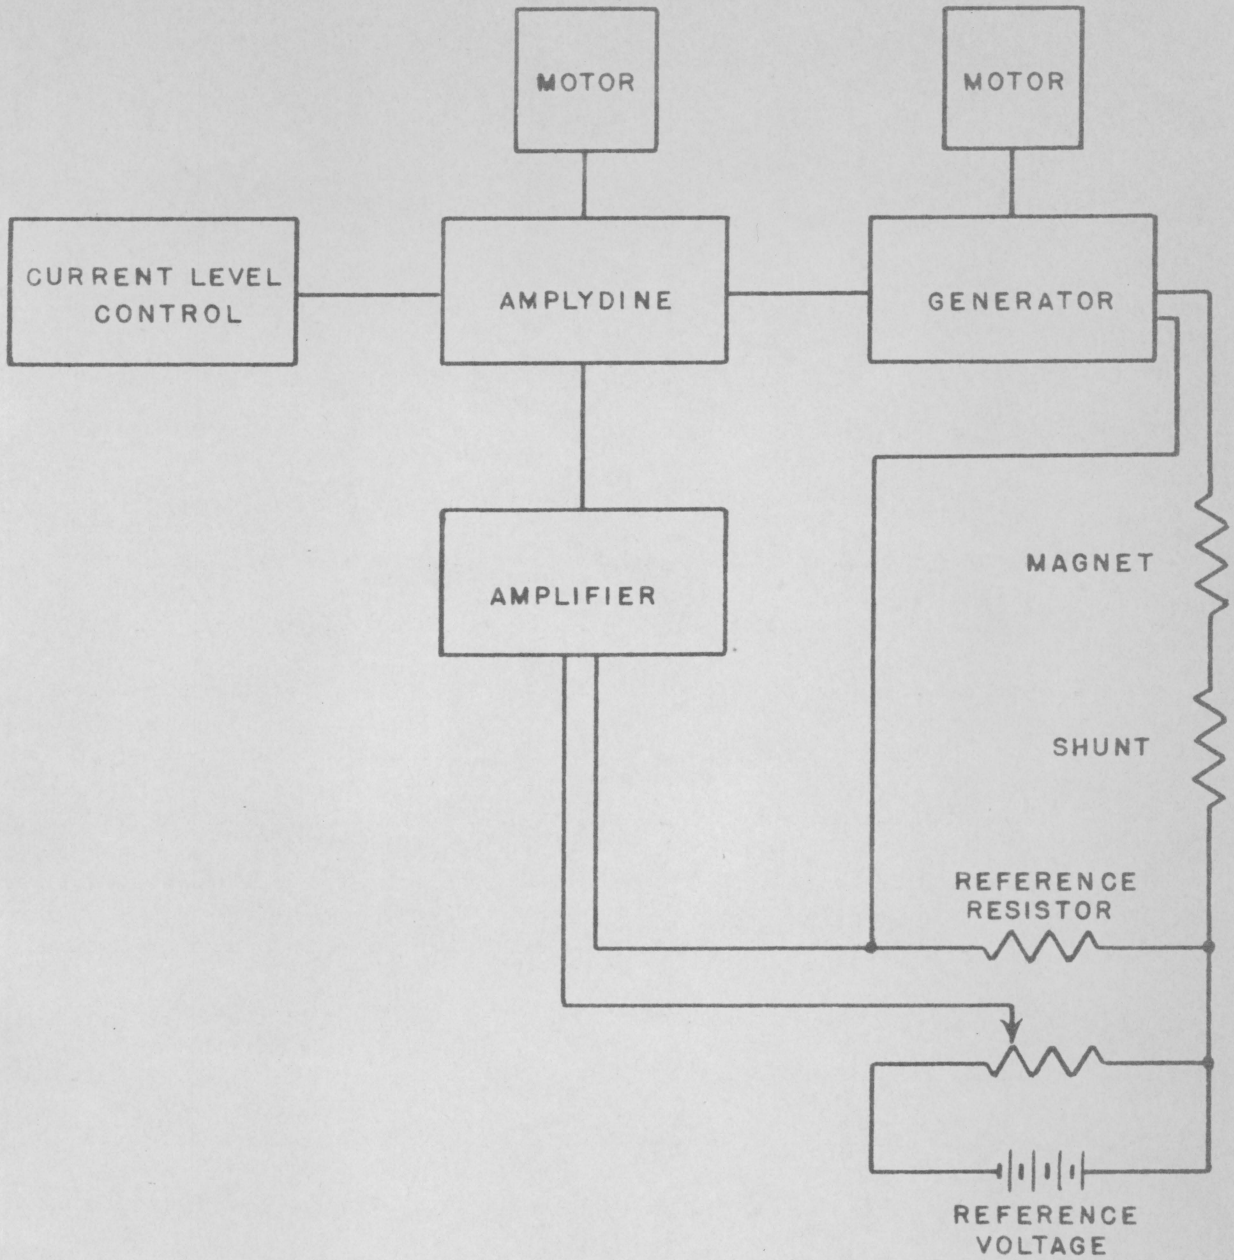 MOTOR
MOTOR
CURRENT LEVEL
CONTROL
AMPLYDINE
GENERATOR
AMPLIFIER
MAGNET
SHUNT
REFERENCE
RESISTOR
REFERENCE
VOLTAGE